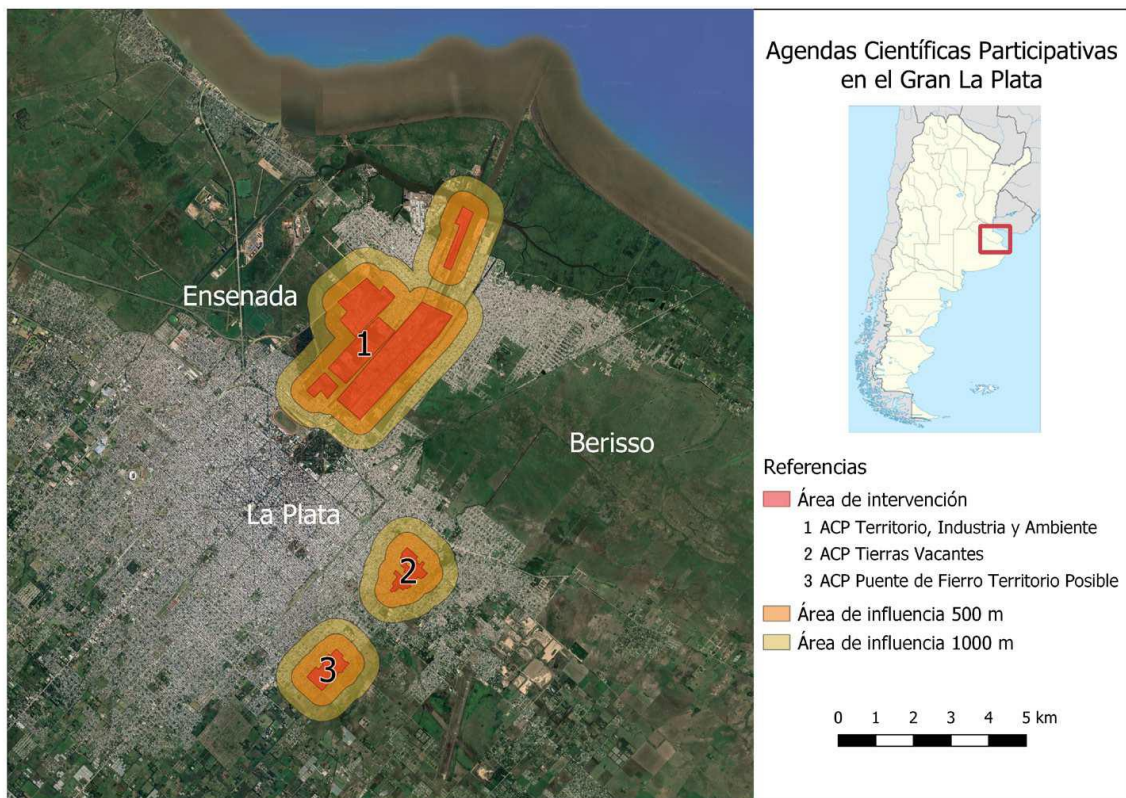 Agendas Científicas Participativas
en el Gran La Plata
Ensenada
1
Berisso
La Plata
2
3
Referencias
Área de intervención
1 ACP Territorio, Industria y Ambiente
2 ACP Tierras Vacantes
3 ACP Puente de Fierro Territorio Posible
Área de influencia 500 m
Área de influencia 1000 m
0 1 2 3 4 5 km